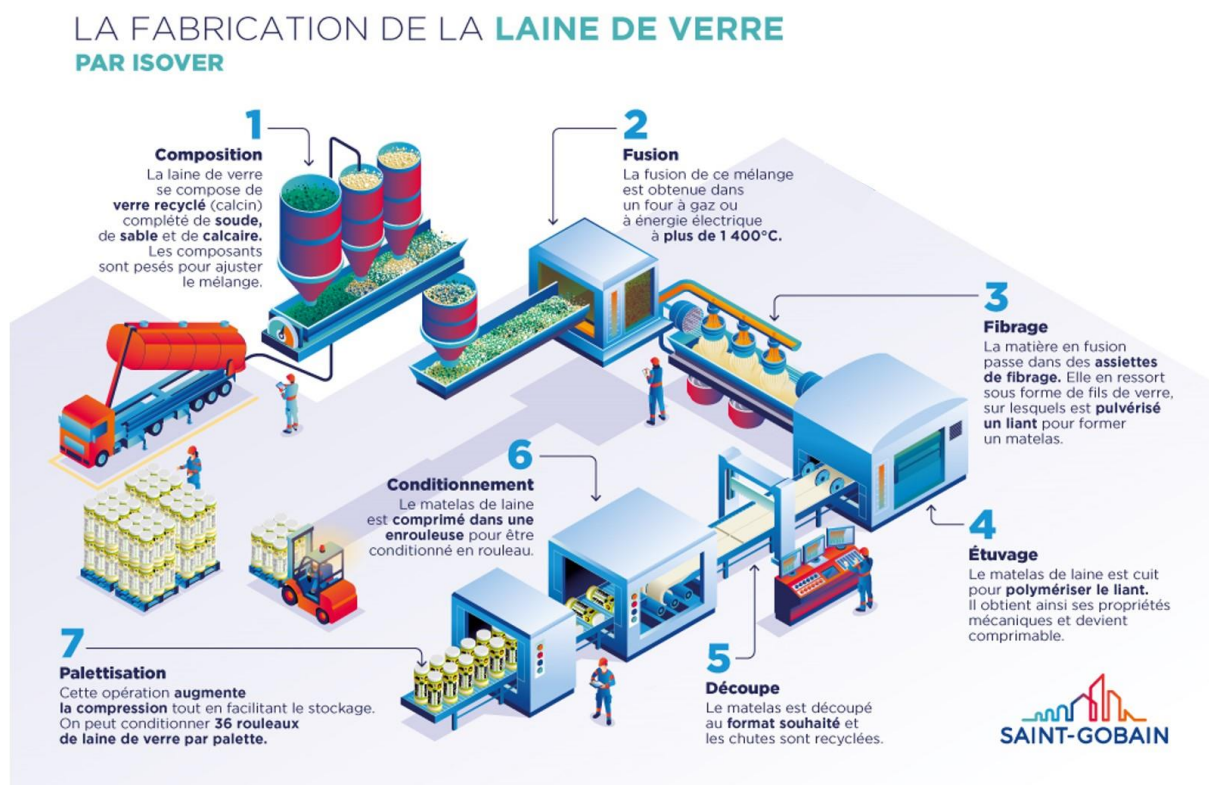 LA FABRICATION DE LA LAINE DE VERRE
PAR ISOVER
1
Composition
La laine de verre
se compose de
verre recyclé (calcin)
complété de soude,
de sable et de calcaire.
Les composants
sont pesés pour ajuster
le mélange.
2
Fusion
La fusion de ce mélange
est obtenue dans
un four à gaz ou
à énergie électrique
à plus de 1 400°C.
3
Fibrage
La matière en fusion
passe dans des assiettes
de fibrage. Elle en ressort
sous forme de fils de verre,
sur lesquels est pulvérisé
un liant pour former
un matelas.
4
Étuvage
Le matelas de laine est cuit
pour polymériser le liant.
Il obtient ainsi ses propriétés
mécaniques et devient
comprimable.
5
Découpe
Le matelas est découpé
au format souhaité et
les chutes sont recyclées.
6
Conditionnement
Le matelas de laine
est comprimé dans une
enrouleuse pour être
conditionné en rouleau.
7
Palettisation
Cette opération augmente
la compression tout en facilitant le stockage.
On peut conditionner 36 rouleaux
de laine de verre par palette.
SAINT-GOBAIN